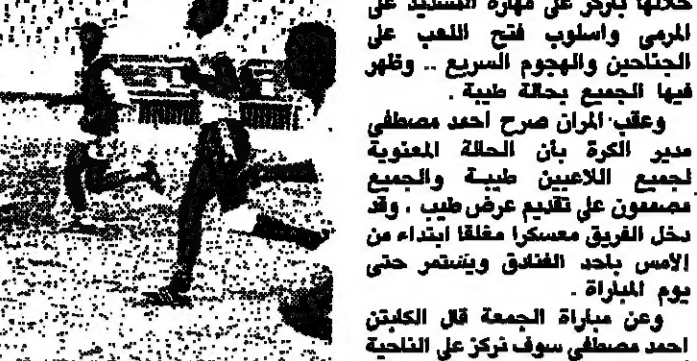 خلالها بالركز على مهارة التسديد على
المرمى واسلوب فتح اللعب على
الجناحين والهجوم السريع .. وظهر
فيها الجميع بحالة طيبة .
وعقب المران صرح احمد مصطفى
مدير الكرة بأن الحالة المعنوية
لجميع اللاعبين طيبة والجميع
مصممون على تقديم عرض طيب . وقد
دخل الفريق معسكرا مغلقا ابتداء من
الأمس باحد الفنادق ويستمر حتى
يوم المباراة .
وعن مباراة الجمعة قال الكابتن
احمد مصطفى سوف نركز على الناحية